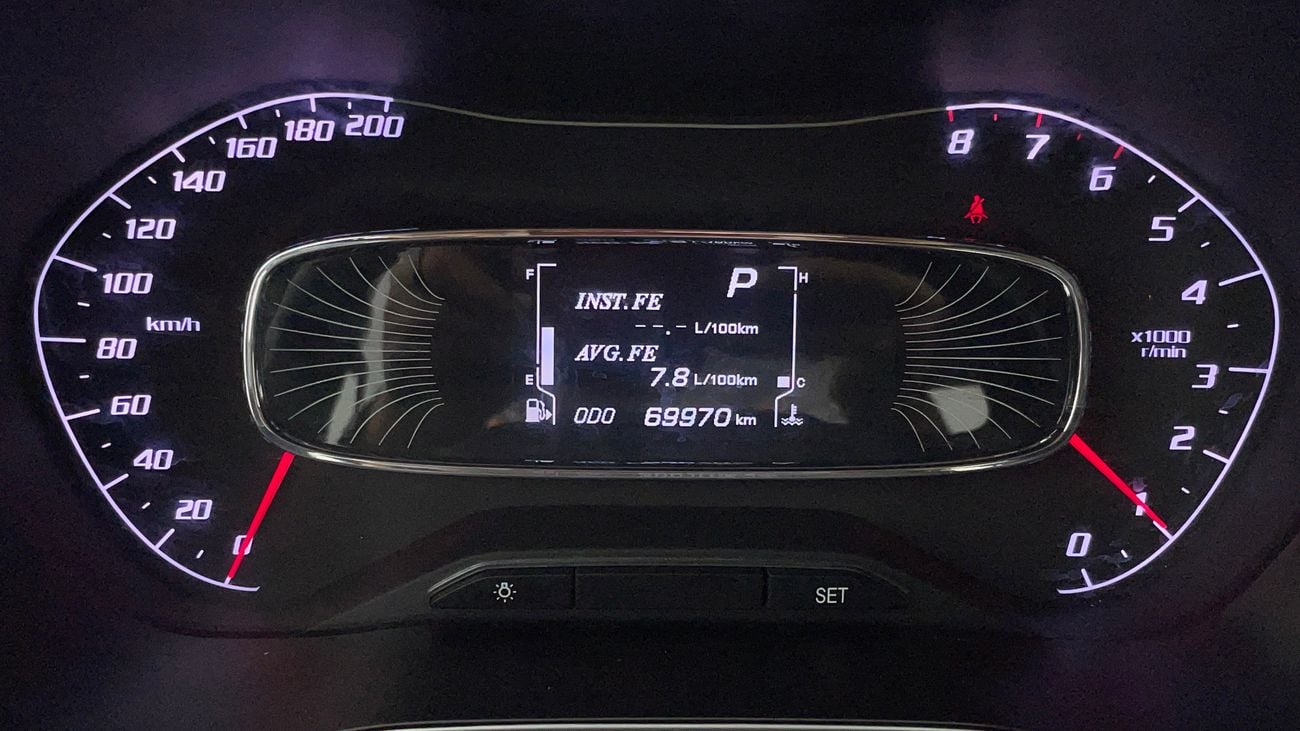 200
180
160
140
120
100
km/h
80
60
40
20
0
8
7
6
5
4
x1000
r/min
3
2
1
0
F
P
H
INST.FE
--.- L/100km
AVG.FE
E
7.8 L/100km
C
ODO 69970 km
SET